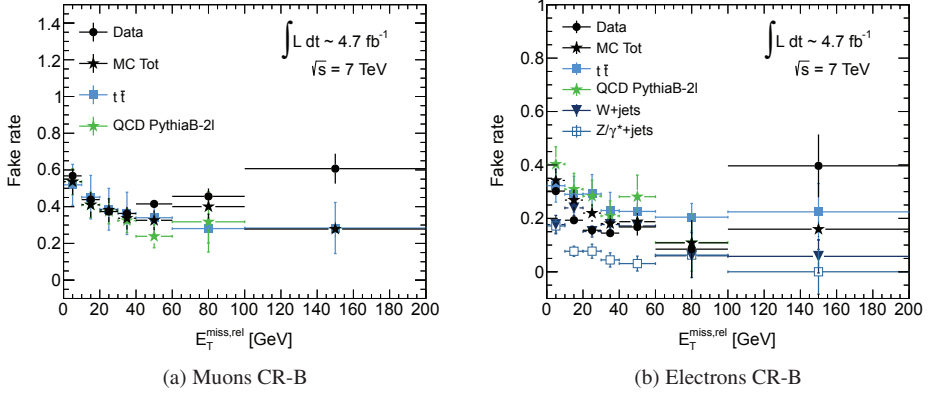 Fake rate
1.4
1.2
1
0.8
0.6
0.4
0.2
0
Data
MC Tot
t t̄
QCD PythiaB-2l
∫ L dt ~ 4.7 fb⁻¹
√s = 7 TeV
0 20 40 60 80 100 120 140 160 180 200
E_T^{miss,rel} [GeV]
(a) Muons CR-B
Fake rate
1
0.8
0.6
0.4
0.2
0
Data
MC Tot
t t̄
QCD PythiaB-2l
W+jets
Z/γ*+jets
∫ L dt ~ 4.7 fb⁻¹
√s = 7 TeV
0 20 40 60 80 100 120 140 160 180 200
E_T^{miss,rel} [GeV]
(b) Electrons CR-B